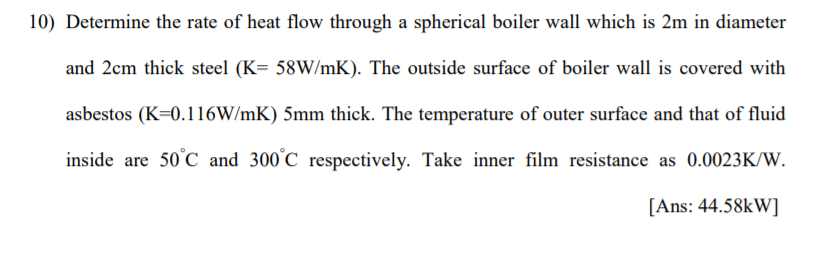 10) Determine the rate of heat flow through a spherical boiler wall which is 2m in diameter
and 2cm thick steel (K= 58W/mK). The outside surface of boiler wall is covered with
asbestos (K=0.116W/mK) 5mm thick. The temperature of outer surface and that of fluid
inside are 50°C and 300°C respectively. Take inner film resistance as 0.0023K/W.
[Ans: 44.58kW]